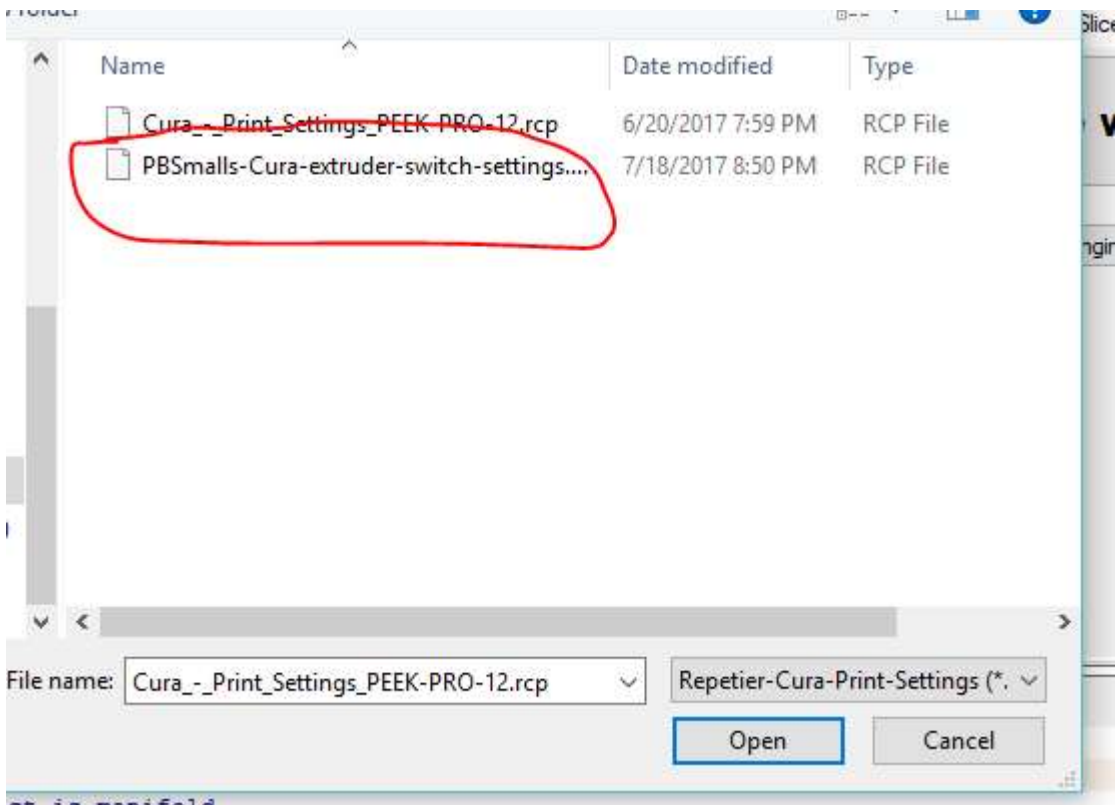 Slice
Name Date modified Type
Cura_-_Print_Settings_PEEK-PRO-12.rcp 6/20/2017 7:59 PM RCP File
PBSmalls-Cura-extruder-switch-settings.... 7/18/2017 8:50 PM RCP File
File name: Cura_-_Print_Settings_PEEK-PRO-12.rcp Repetier-Cura-Print-Settings (*.
Open Cancel